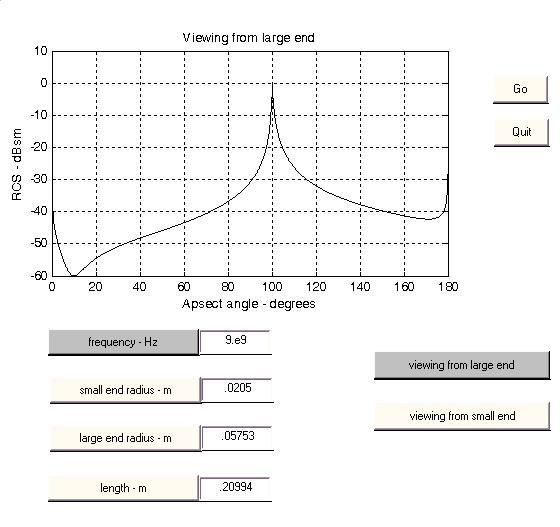 Viewing from large end
10
0
-10
-20
-30
-40
-50
-60
RCS - dBsm
0 20 40 60 80 100 120 140 160 180
Apsect angle - degrees
Go
Quit
frequency - Hz 9.e9
small end radius - m .0205
large end radius - m .05753
length - m .20994
viewing from large end
viewing from small end